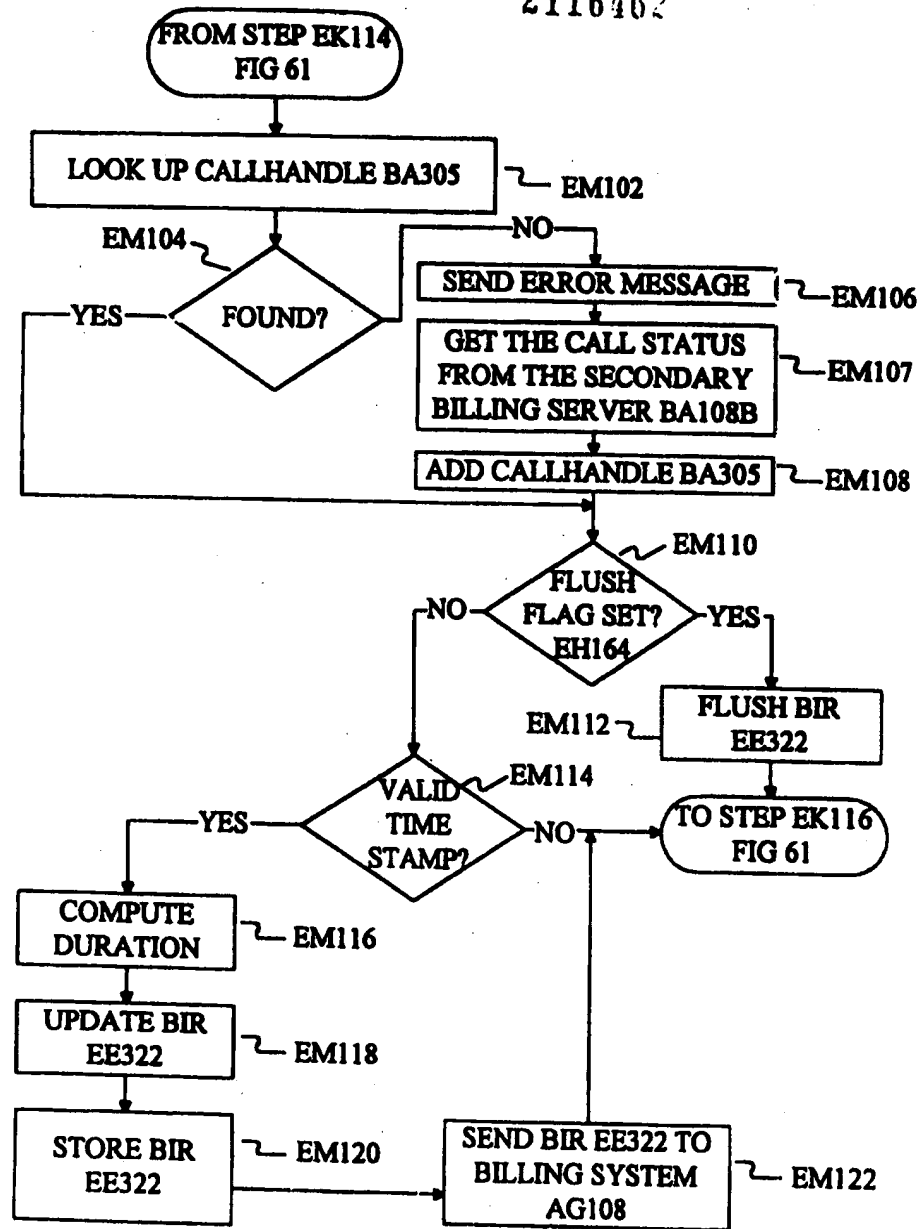 FROM STEP EK114
FIG 61
LOOK UP CALLHANDLE BA305
EM102
EM104
NO
FOUND?
YES
SEND ERROR MESSAGE
EM106
GET THE CALL STATUS
FROM THE SECONDARY
BILLING SERVER BA108B
EM107
ADD CALLHANDLE BA305
EM108
EM110
FLUSH
FLAG SET?
EH164
NO
YES
FLUSH BIR
EE322
EM112
EM114
VALID
TIME
STAMP?
YES
NO
TO STEP EK116
FIG 61
COMPUTE
DURATION
EM116
UPDATE BIR
EE322
EM118
STORE BIR
EE322
EM120
SEND BIR EE322 TO
BILLING SYSTEM
AG108
EM122